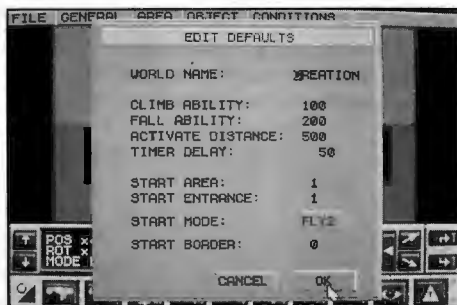 FILE GENERAL AREA OBJECT CONDITIONS
EDIT DEFAULTS
WORLD NAME: CREATION
CLIMB ABILITY: 100
FALL ABILITY: 200
ACTIVATE DISTANCE: 500
TIMER DELAY: 50
START AREA: 1
START ENTRANCE: 1
START MODE: FLY2
START BORDER: 0
POS
ROT
MODE
CANCEL OK